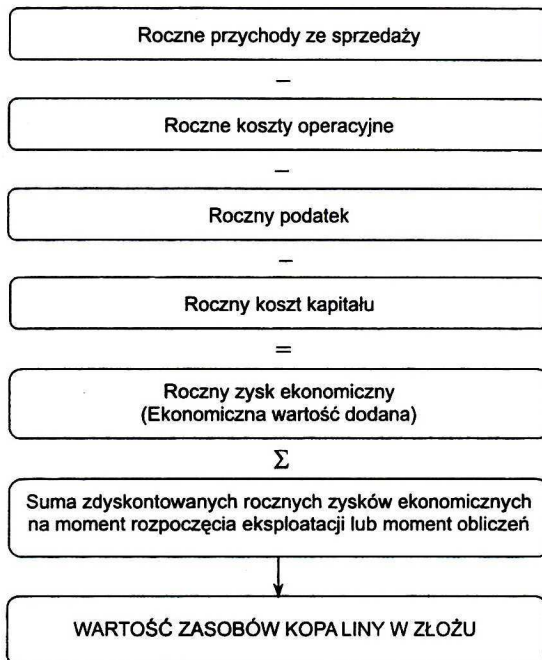 Roczne przychody ze sprzedaży
–
Roczne koszty operacyjne
–
Roczny podatek
–
Roczny koszt kapitału
=
Roczny zysk ekonomiczny
(Ekonomiczna wartość dodana)
Σ
Suma zdyskontowanych rocznych zysków ekonomicznych
na moment rozpoczęcia eksploatacji lub moment obliczeń
WARTOŚĆ ZASOBÓW KOPALINY W ZŁOŻU